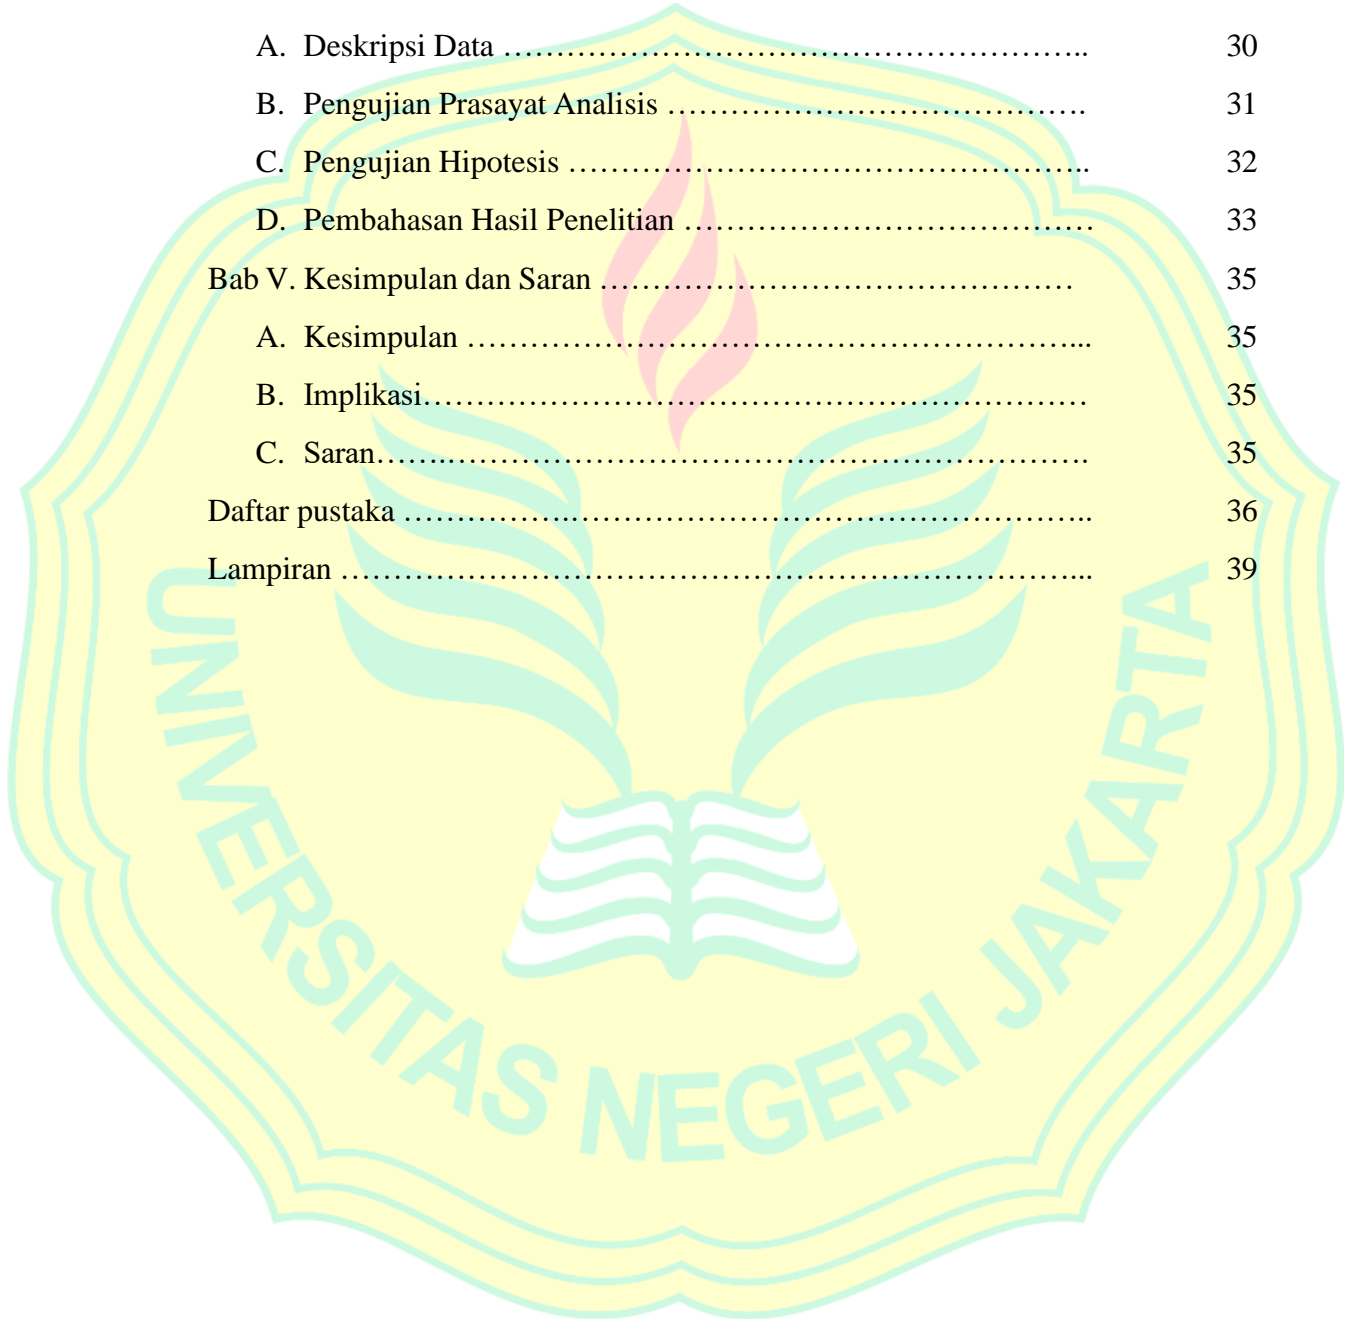 A. Deskripsi Data ……………………………………………….. 30
B. Pengujian Prasayat Analisis …………………………………. 31
C. Pengujian Hipotesis ………………………………………….. 32
D. Pembahasan Hasil Penelitian ………………………………… 33
Bab V. Kesimpulan dan Saran ……………………………………… 35
A. Kesimpulan …………………………………………………... 35
B. Implikasi……………………………………………………… 35
C. Saran…….……………………………………………………. 35
Daftar pustaka …………….………………………………………….. 36
Lampiran ……………………………………………………………... 39
UNIVERSITAS NEGERI JAKARTA